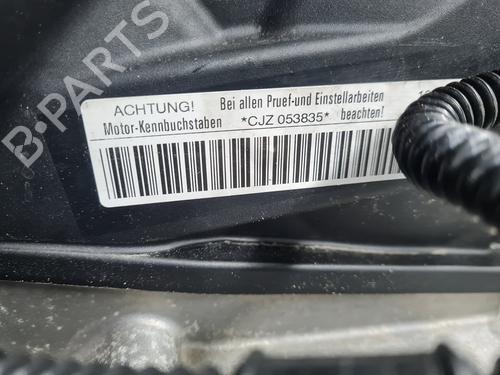 B-PARTS
ACHTUNG! Bei allen Pruef-und Einstellarbeiten
Motor-Kennbuchstaben *CJZ 053835* beachten!